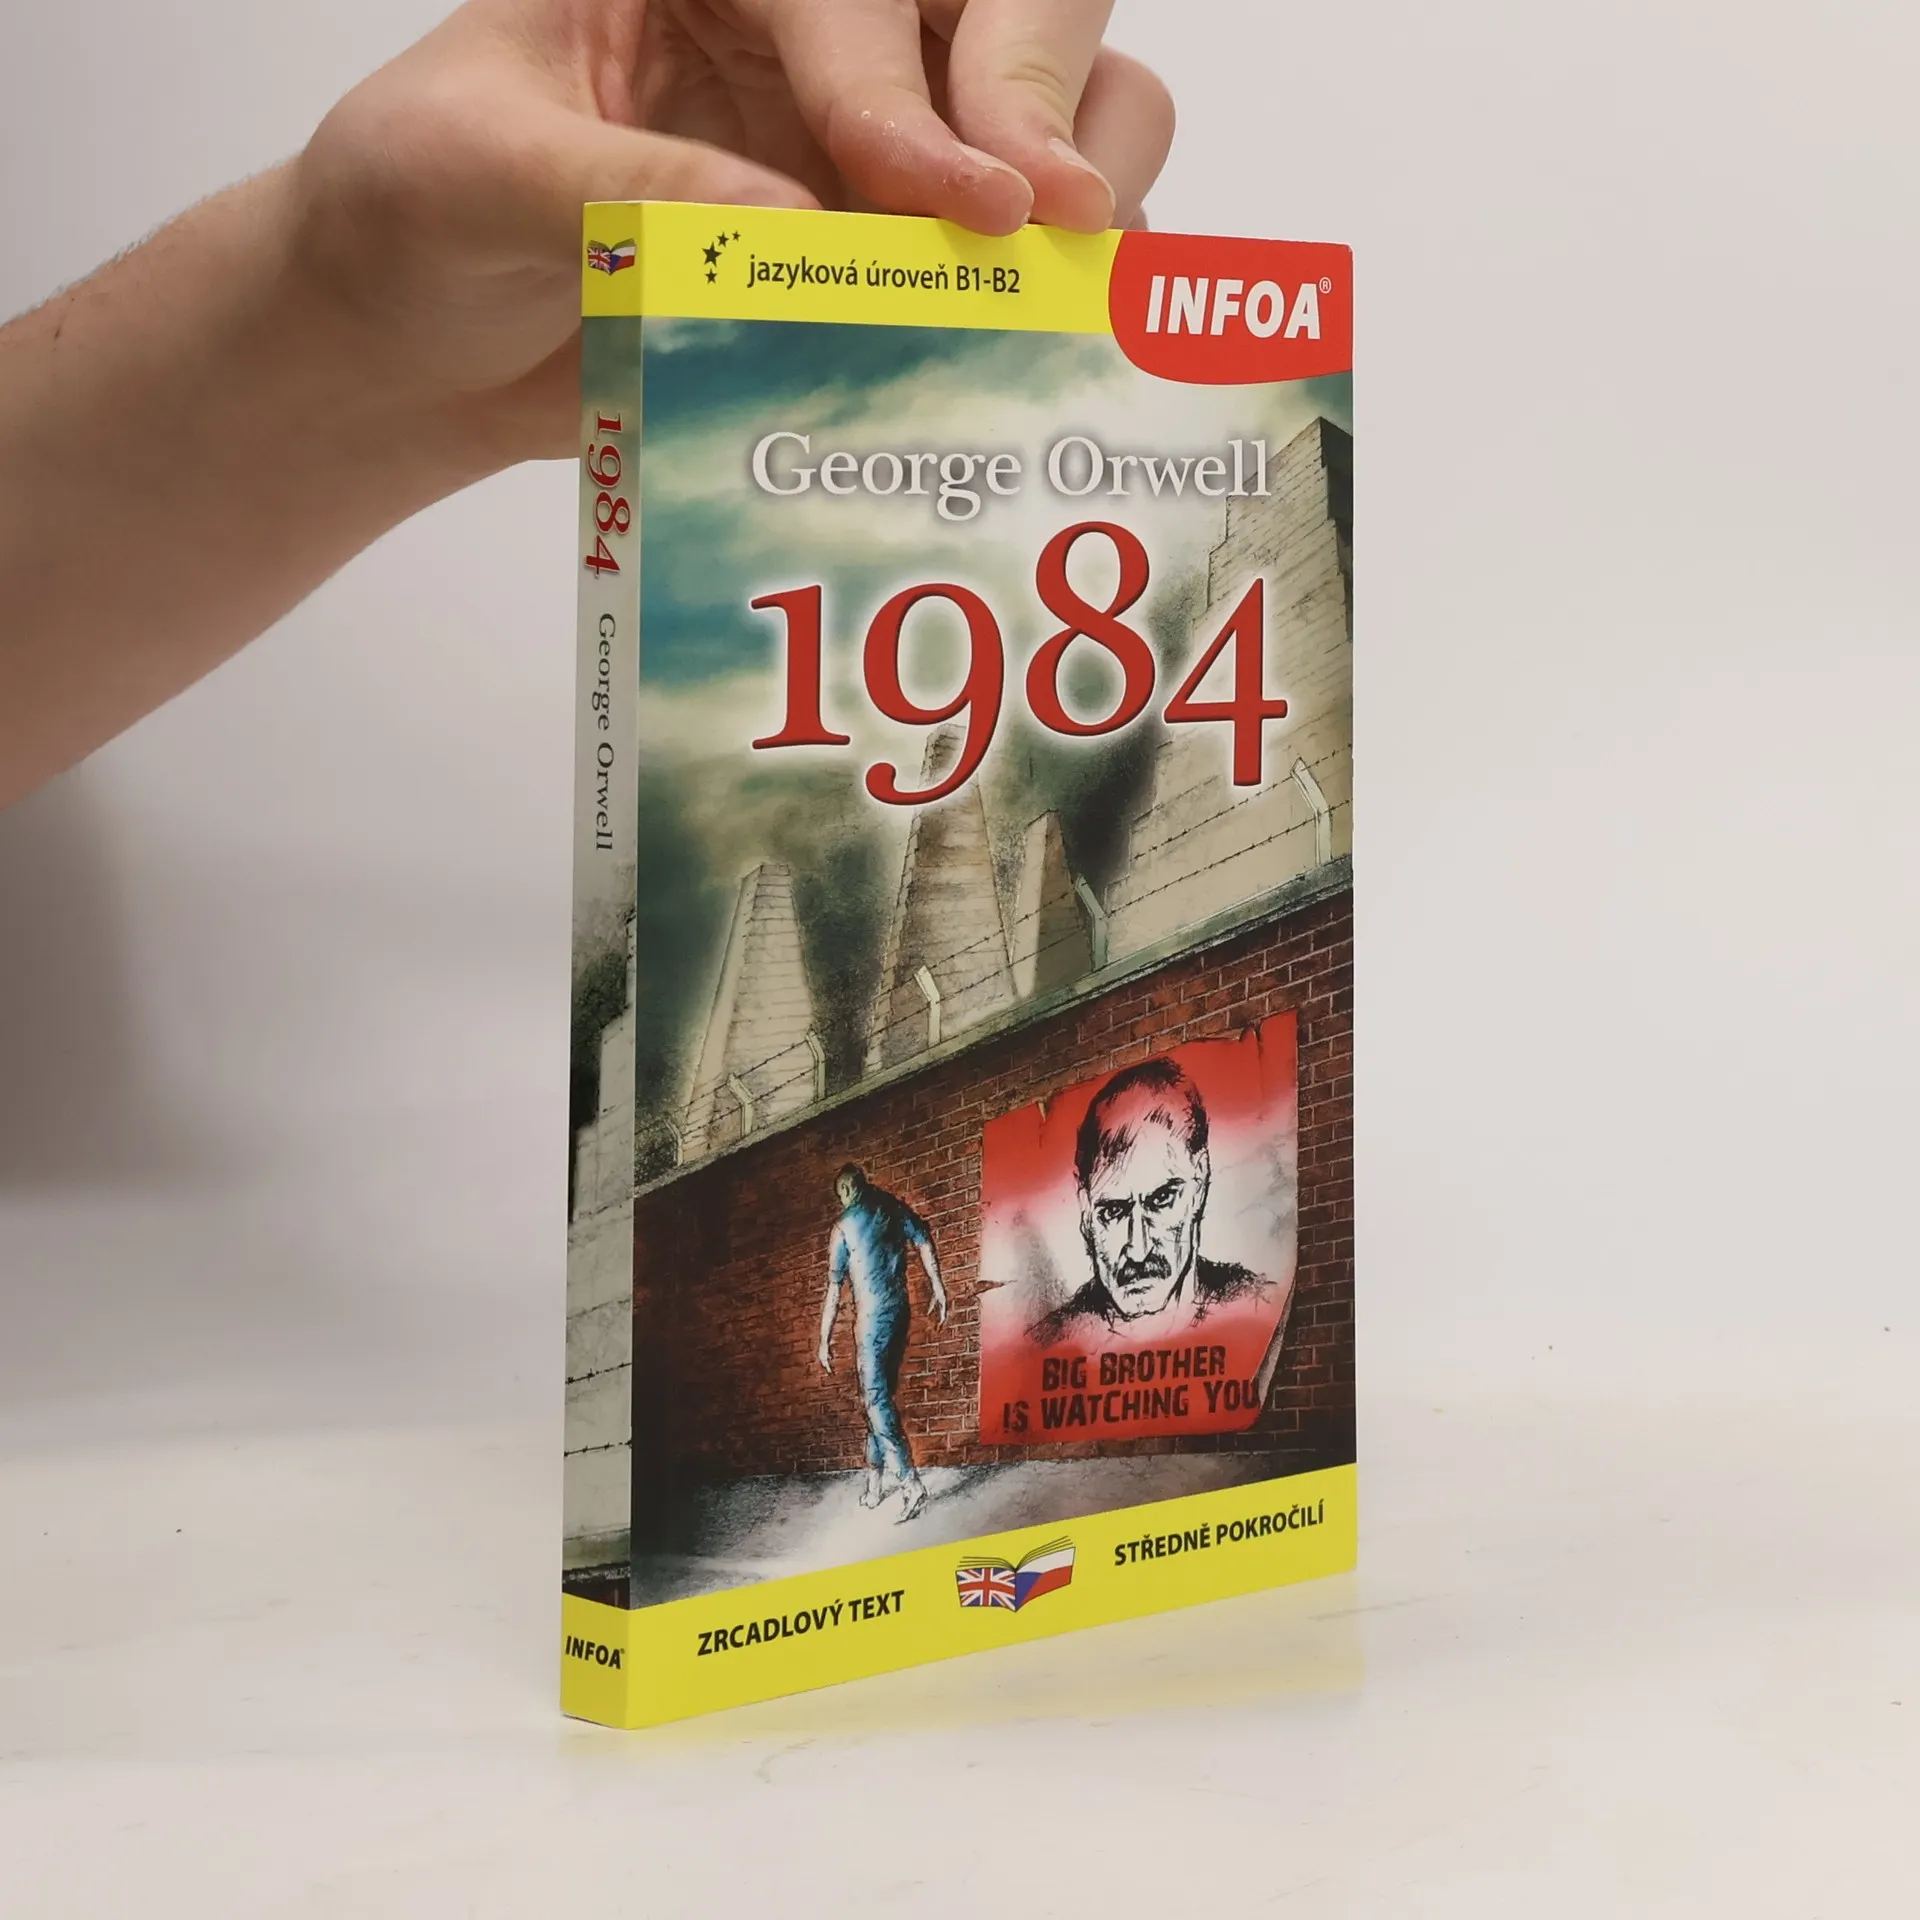 jazyková úroveň B1-B2
INFOA®
George Orwell
1984
BIG BROTHER
IS WATCHING YOU
ZRCADLOVÝ TEXT
STŘEDNĚ POKROČILÍ
1984 George Orwell
INFOA®